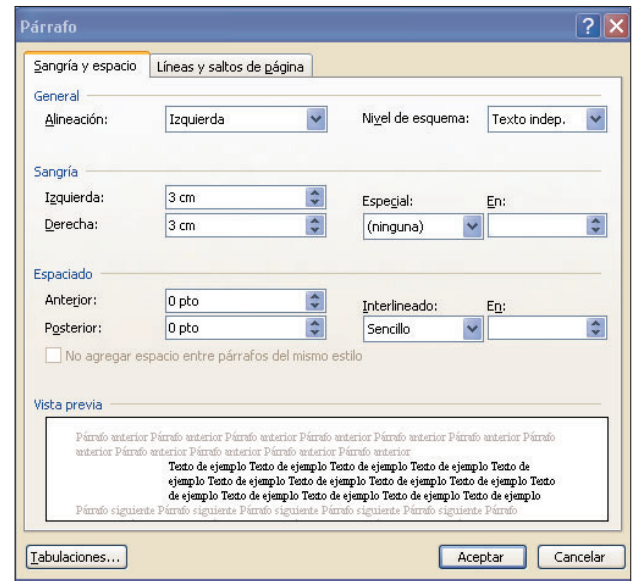 Párrafo
Sangría y espacio Líneas y saltos de página
General
Alineación: Izquierda Nivel de esquema: Texto indep.
Sangría
Izquierda: 3 cm Especial: En:
Derecha: 3 cm (ninguna)
Espaciado
Anterior: 0 pto Interlineado: En:
Posterior: 0 pto Sencillo
No agregar espacio entre párrafos del mismo estilo
Vista previa
Párrafo anterior Párrafo anterior Párrafo anterior Párrafo anterior Párrafo anterior Párrafo
anterior Párrafo anterior Párrafo anterior Párrafo anterior Párrafo anterior
Texto de ejemplo Texto de ejemplo Texto de ejemplo Texto de ejemplo Texto de
ejemplo Texto de ejemplo Texto de ejemplo Texto de ejemplo Texto de ejemplo Texto
de ejemplo Texto de ejemplo Texto de ejemplo Texto de ejemplo Texto de ejemplo
Párrafo siguiente Párrafo siguiente Párrafo siguiente Párrafo siguiente Párrafo siguiente Párrafo
Tabulaciones... Aceptar Cancelar